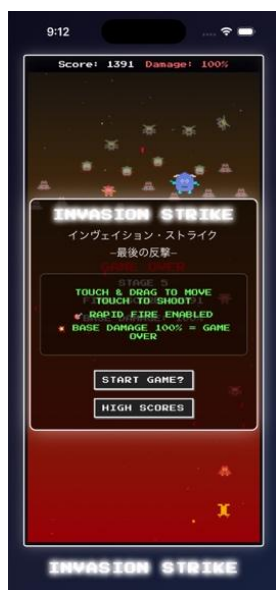 9:12
Score: 1391 Damage: 100%
INVASION STRIKE
インヴェイション・ストライク
—最後の反撃—
GAME OVER
STAGE 5
TOUCH & DRAG TO MOVE
TOUCH TO SHOOT
RAPID FIRE ENABLED
BASE DAMAGE 100% = GAME
OVER
START GAME?
HIGH SCORES
INVASION STRIKE